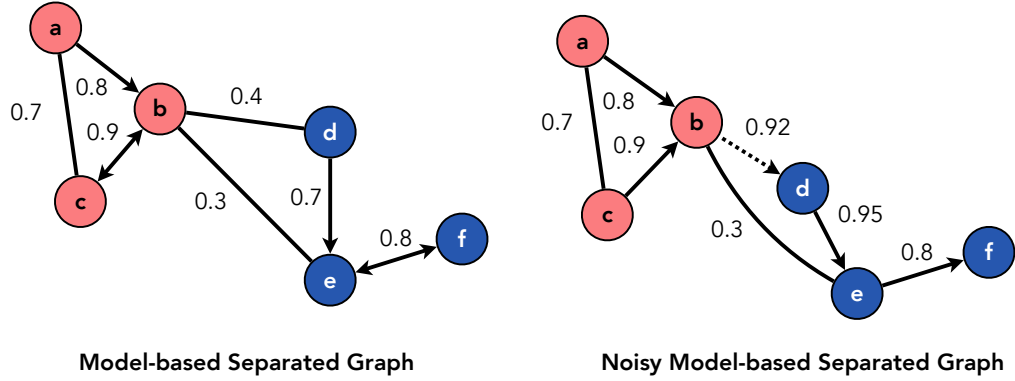 a
0.8
0.7
b
0.4
d
0.9
c
0.3
0.7
0.8
f
e
Model-based Separated Graph
a
0.8
0.7
b
0.92
0.9
d
c
0.95
0.3
0.8
f
e
Noisy Model-based Separated Graph